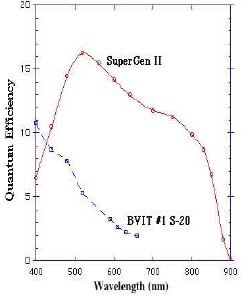 20
15
10
5
0
Quantum Efficiency
SuperGen II
BVIT #1 S-20
400 500 600 700 800 900
Wavelength (nm)